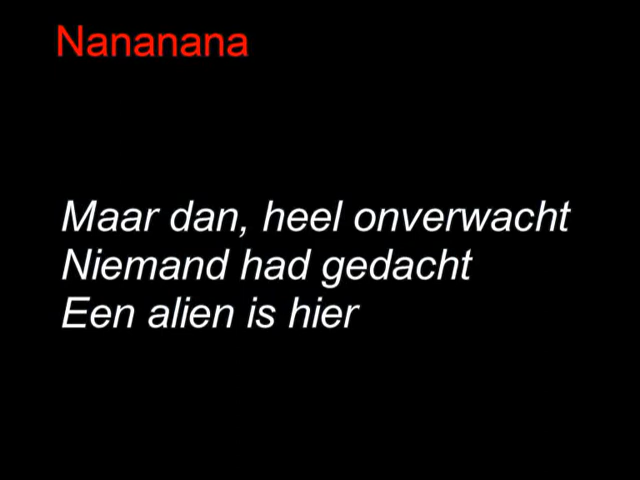 Nananana
Maar dan, heel onverwacht
Niemand had gedacht
Een alien is hier